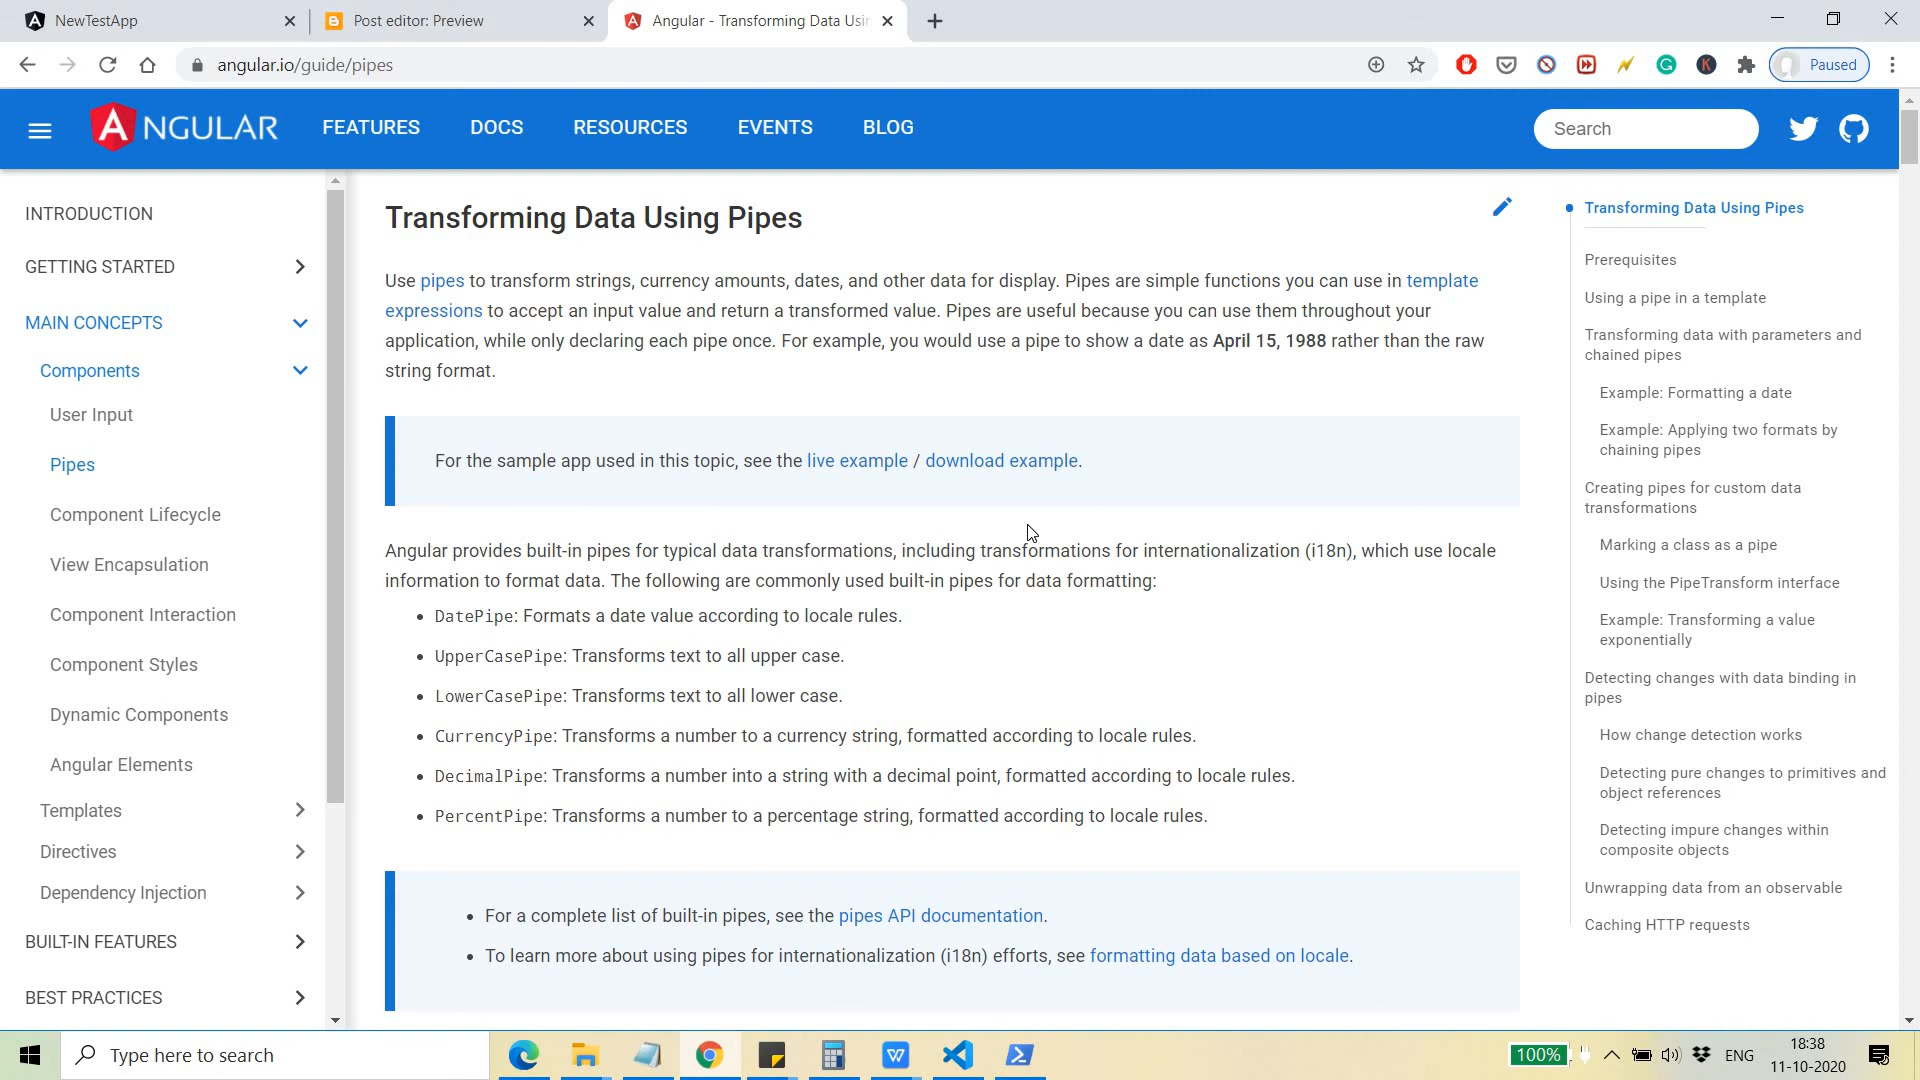 NewTestApp
Post editor: Preview
Angular - Transforming Data Usin
angular.io/guide/pipes
Paused
ANGULAR
FEATURES
DOCS
RESOURCES
EVENTS
BLOG
Search
INTRODUCTION
GETTING STARTED
MAIN CONCEPTS
Components
User Input
Pipes
Component Lifecycle
View Encapsulation
Component Interaction
Component Styles
Dynamic Components
Angular Elements
Templates
Directives
Dependency Injection
BUILT-IN FEATURES
BEST PRACTICES
Transforming Data Using Pipes
Use pipes to transform strings, currency amounts, dates, and other data for display. Pipes are simple functions you can use in template
expressions to accept an input value and return a transformed value. Pipes are useful because you can use them throughout your
application, while only declaring each pipe once. For example, you would use a pipe to show a date as April 15, 1988 rather than the raw
string format.
For the sample app used in this topic, see the live example / download example.
Angular provides built-in pipes for typical data transformations, including transformations for internationalization (i18n), which use locale
information to format data. The following are commonly used built-in pipes for data formatting:
• DatePipe: Formats a date value according to locale rules.
• UpperCasePipe: Transforms text to all upper case.
• LowerCasePipe: Transforms text to all lower case.
• CurrencyPipe: Transforms a number to a currency string, formatted according to locale rules.
• DecimalPipe: Transforms a number into a string with a decimal point, formatted according to locale rules.
• PercentPipe: Transforms a number to a percentage string, formatted according to locale rules.
• For a complete list of built-in pipes, see the pipes API documentation.
• To learn more about using pipes for internationalization (i18n) efforts, see formatting data based on locale.
Transforming Data Using Pipes
Prerequisites
Using a pipe in a template
Transforming data with parameters and
chained pipes
Example: Formatting a date
Example: Applying two formats by
chaining pipes
Creating pipes for custom data
transformations
Marking a class as a pipe
Using the PipeTransform interface
Example: Transforming a value
exponentially
Detecting changes with data binding in
pipes
How change detection works
Detecting pure changes to primitives and
object references
Detecting impure changes within
composite objects
Unwrapping data from an observable
Caching HTTP requests
Type here to search
100%
ENG
18:38
11-10-2020